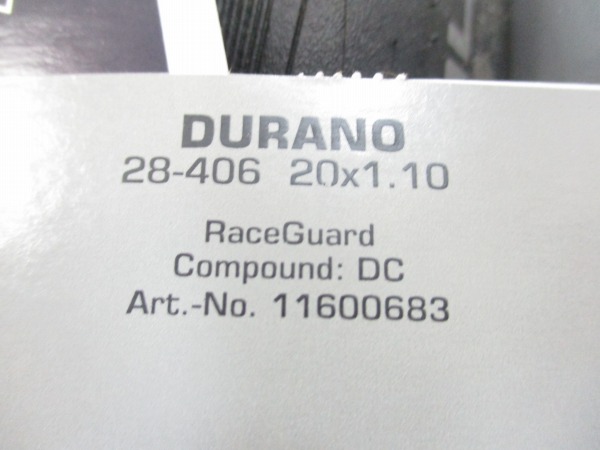 DURANO
28-406 20x1.10
RaceGuard
Compound: DC
Art.-No. 11600683